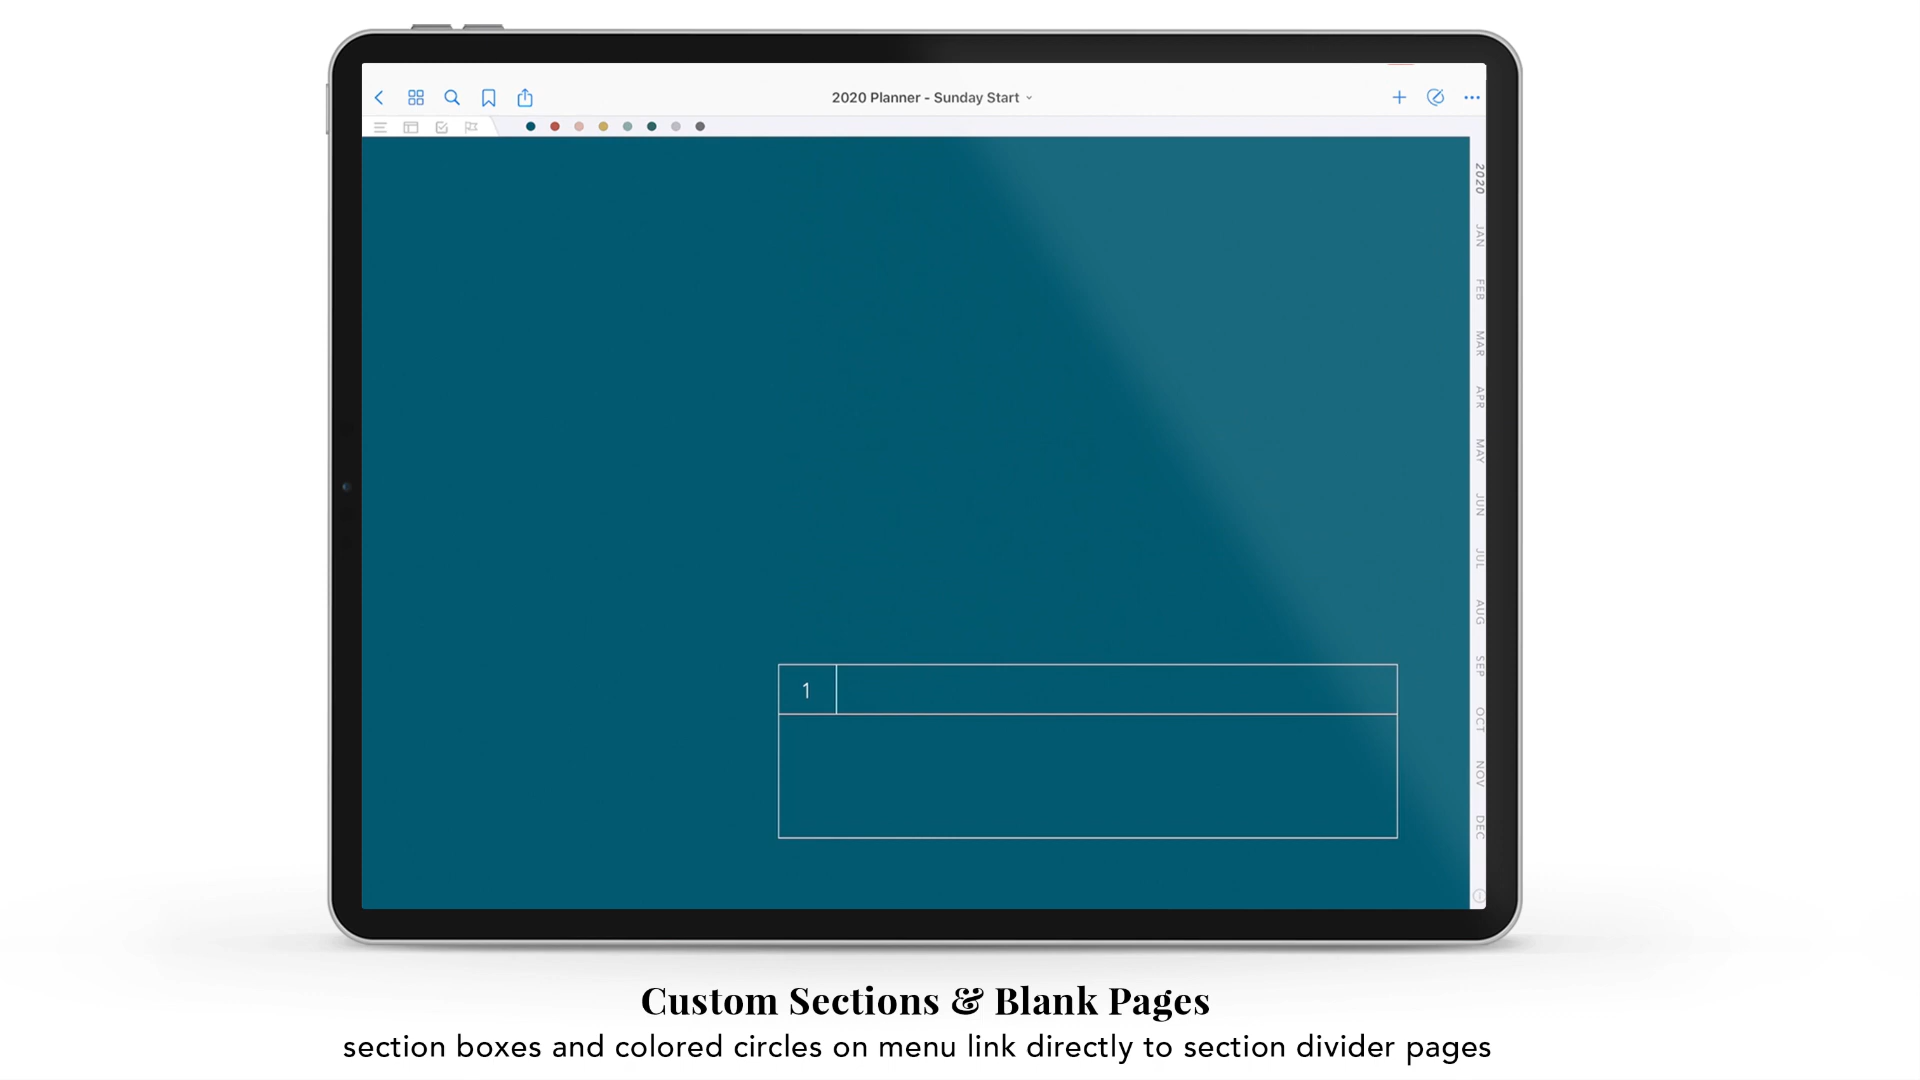 2020 Planner - Sunday Start
2020
JAN
FEB
MAR
APR
MAY
JUN
JUL
AUG
SEP
OCT
NOV
DEC
1
Custom Sections & Blank Pages
section boxes and colored circles on menu link directly to section divider pages